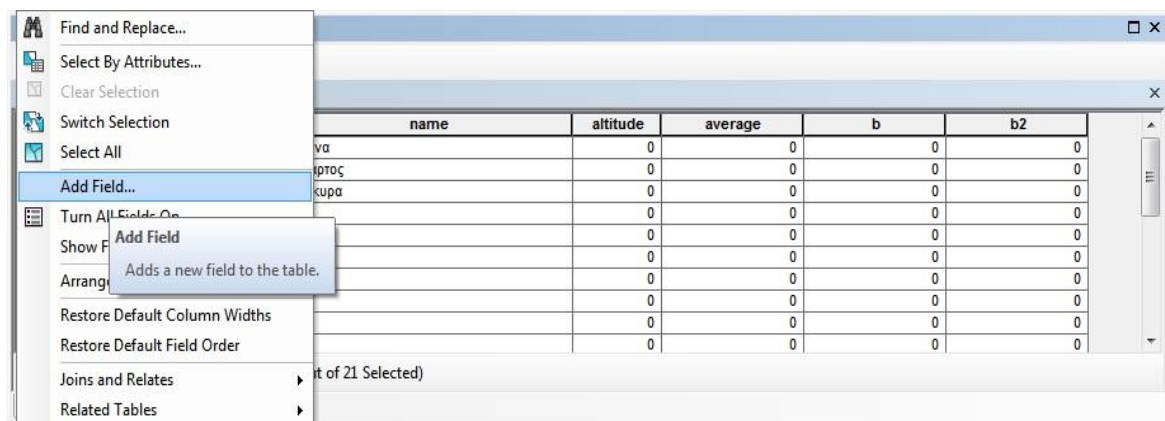 Find and Replace...
Select By Attributes...
Clear Selection
Switch Selection
Select All
Add Field...
Turn All Fields On
Show F
Arrang
Add Field
Adds a new field to the table.
Restore Default Column Widths
Restore Default Field Order
Joins and Relates
Related Tables
name altitude average b b2
να 0 0 0 0
άρτος 0 0 0 0
κυρα 0 0 0 0
0 0 0 0
0 0 0 0
0 0 0 0
0 0 0 0
0 0 0 0
0 0 0 0
0 0 0 0
t of 21 Selected)